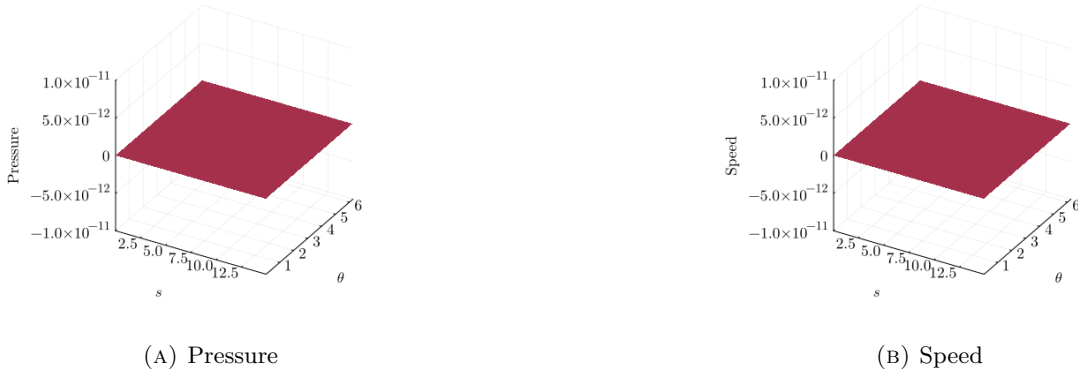 Pressure
1.0×10⁻¹¹
5.0×10⁻¹²
0
−5.0×10⁻¹²
−1.0×10⁻¹¹
2.5 5.0 7.5 10.0 12.5
s
1 2 3 4 5 6
θ
(A) Pressure
Speed
1.0×10⁻¹¹
5.0×10⁻¹²
0
−5.0×10⁻¹²
−1.0×10⁻¹¹
2.5 5.0 7.5 10.0 12.5
s
1 2 3 4 5 6
θ
(B) Speed